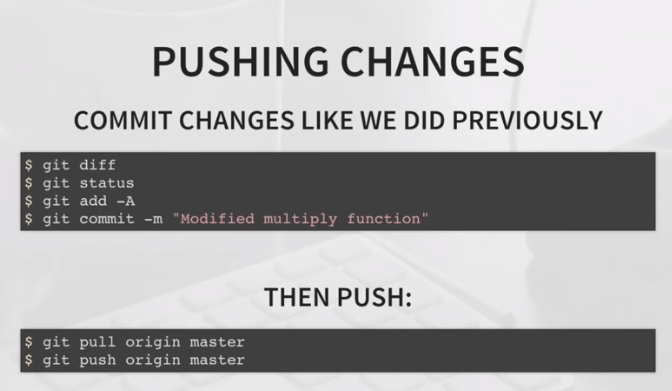 PUSHING CHANGES
COMMIT CHANGES LIKE WE DID PREVIOUSLY
$ git diff
$ git status
$ git add -A
$ git commit -m "Modified multiply function"
THEN PUSH:
$ git pull origin master
$ git push origin master